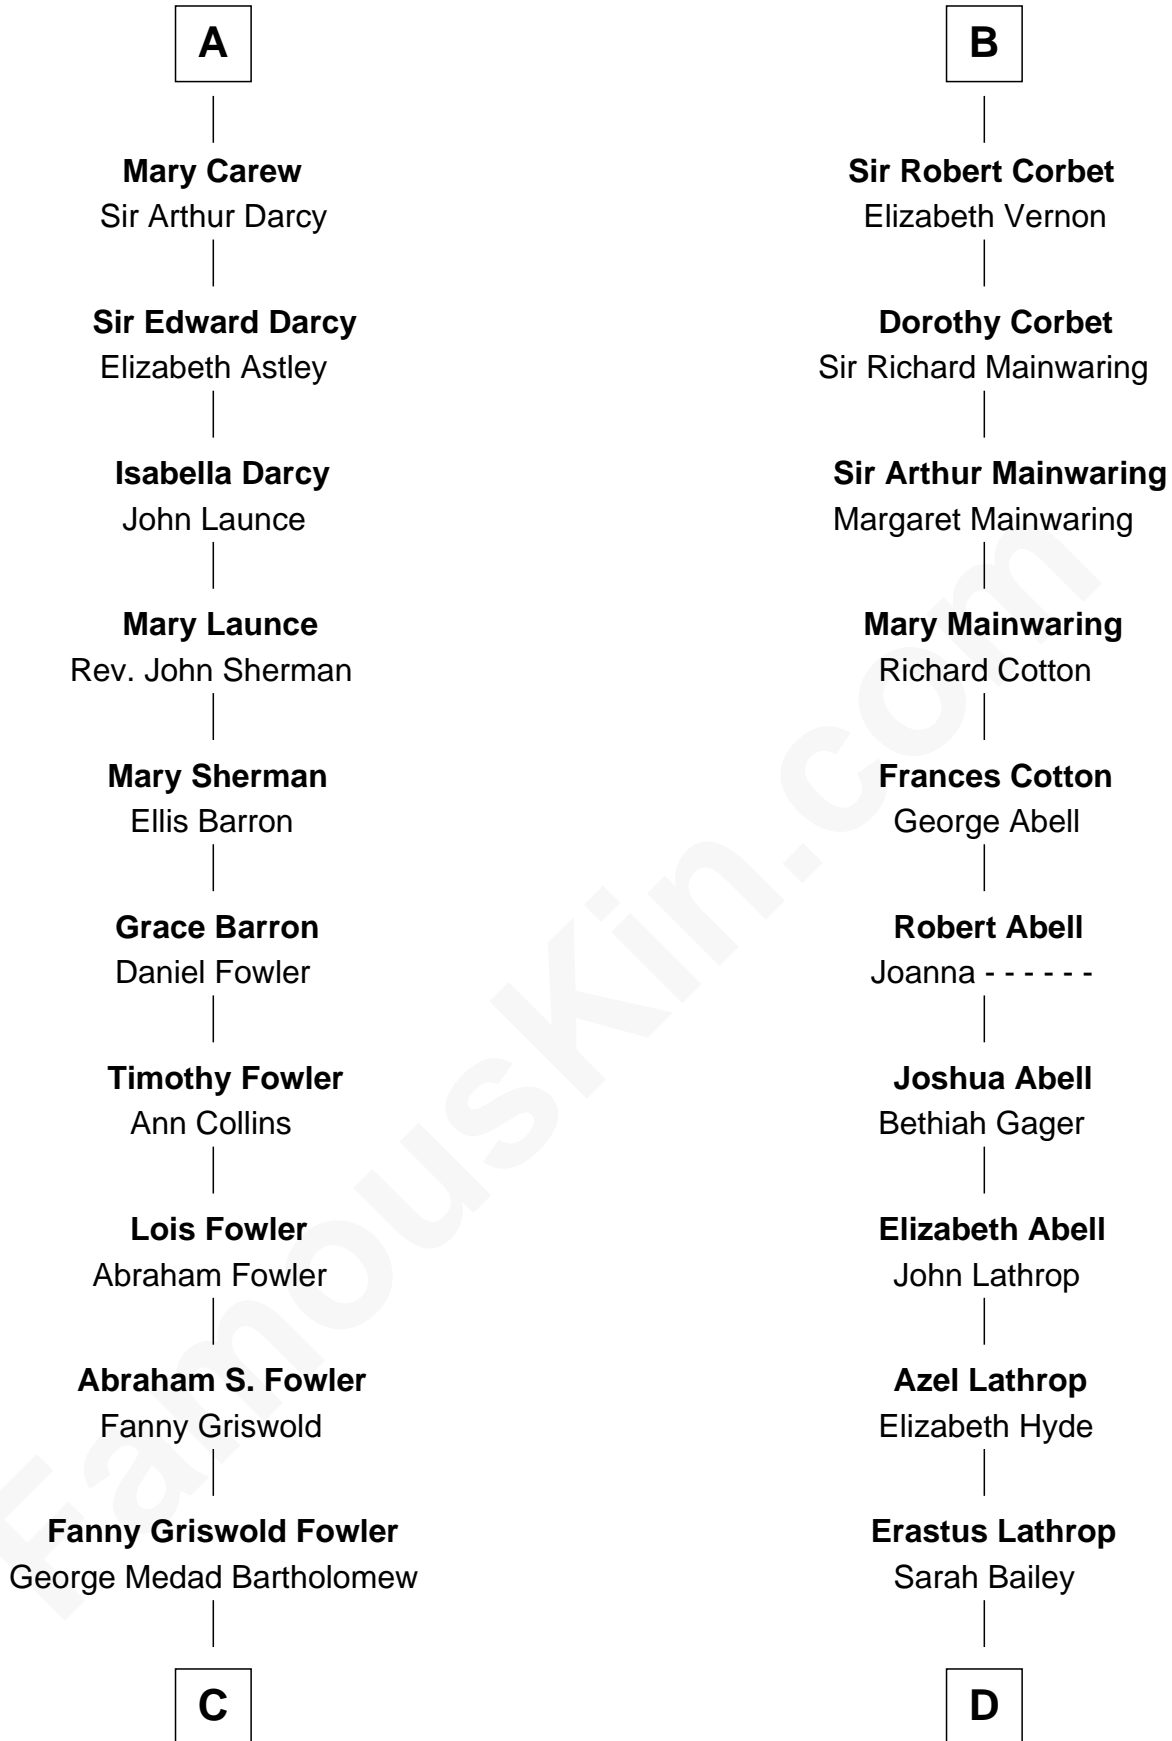 A
Mary Carew
Sir Arthur Darcy
Sir Edward Darcy
Elizabeth Astley
Isabella Darcy
John Launce
Mary Launce
Rev. John Sherman
Mary Sherman
Ellis Barron
Grace Barron
Daniel Fowler
Timothy Fowler
Ann Collins
Lois Fowler
Abraham Fowler
Abraham S. Fowler
Fanny Griswold
Fanny Griswold Fowler
George Medad Bartholomew
C
B
Sir Robert Corbet
Elizabeth Vernon
Dorothy Corbet
Sir Richard Mainwaring
Sir Arthur Mainwaring
Margaret Mainwaring
Mary Mainwaring
Richard Cotton
Frances Cotton
George Abell
Robert Abell
Joanna - - - - - -
Joshua Abell
Bethiah Gager
Elizabeth Abell
John Lathrop
Azel Lathrop
Elizabeth Hyde
Erastus Lathrop
Sarah Bailey
D
FamousKin.com